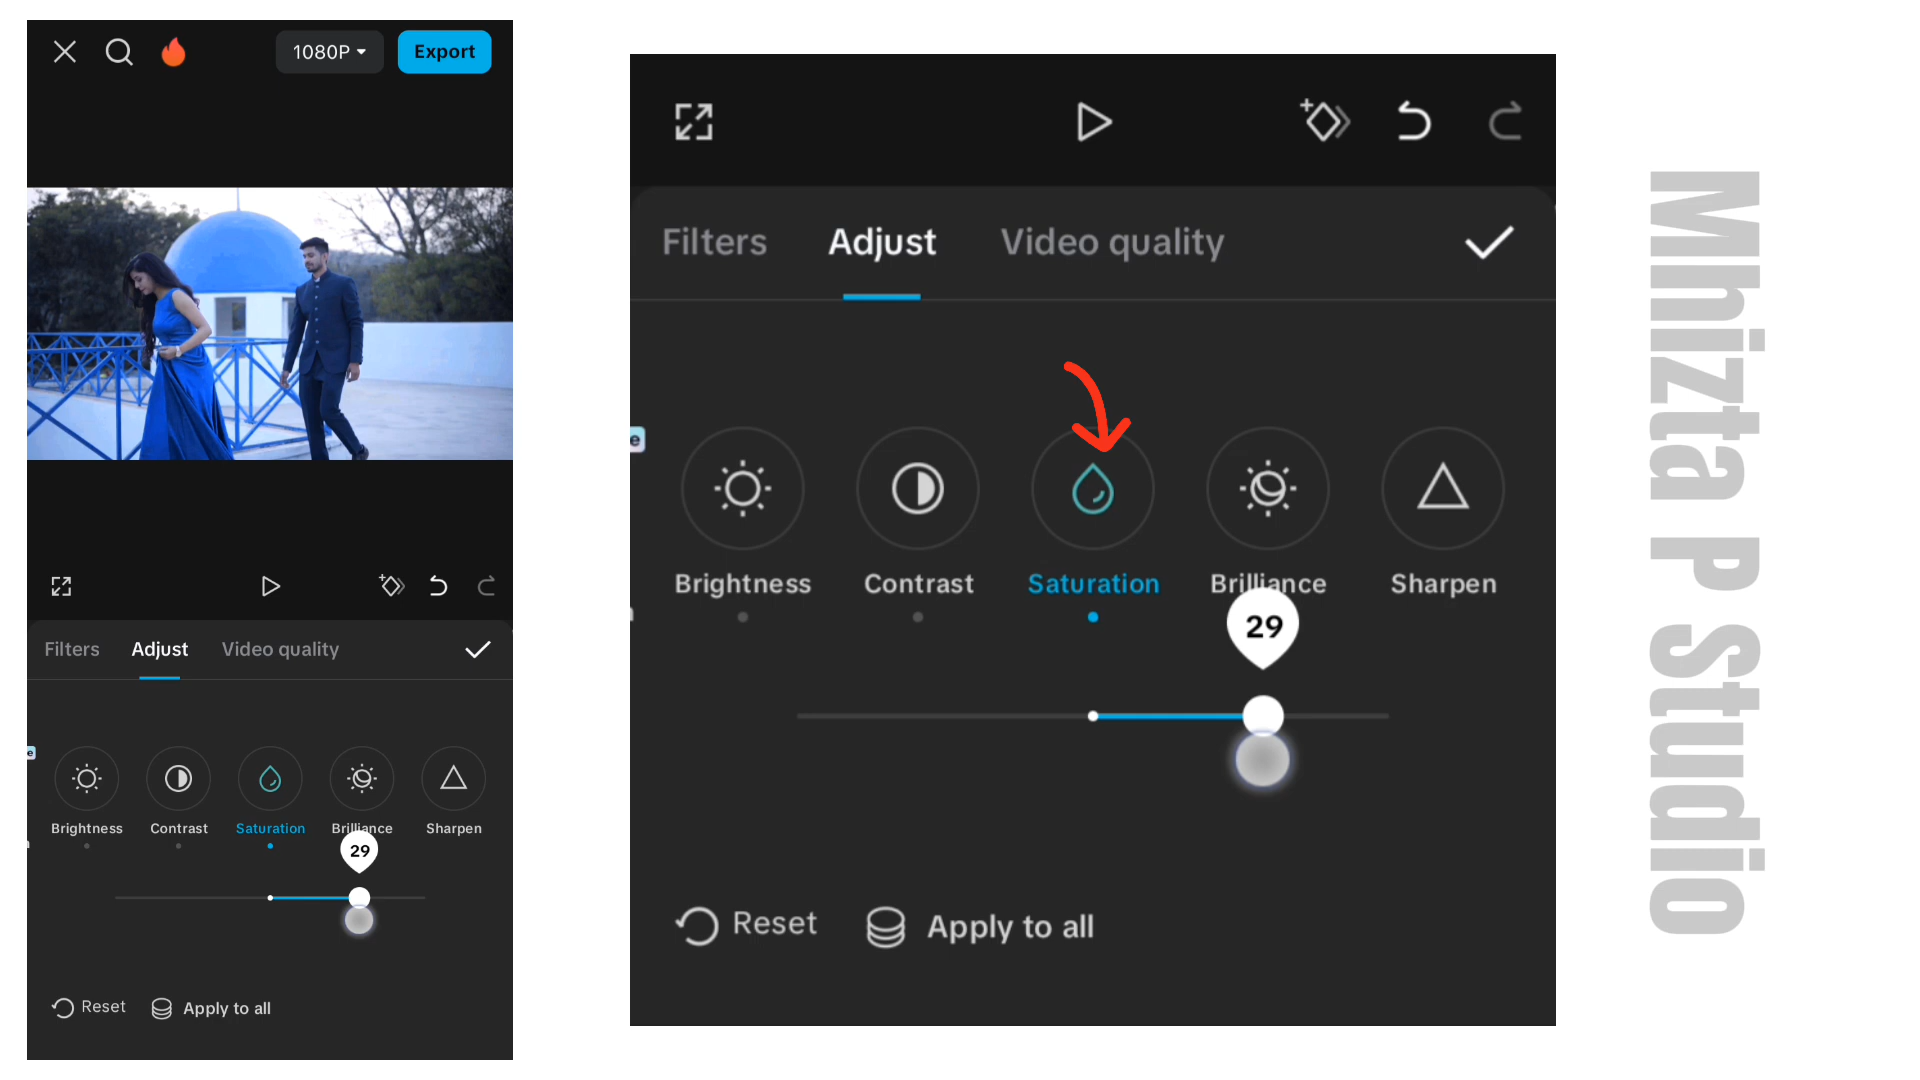 1080P
Export
Filters
Adjust
Video quality
e
Brightness
Contrast
Saturation
Brilliance
Sharpen
29
Reset
Apply to all
Filters
Adjust
Video quality
e
Brightness
Contrast
Saturation
Brilliance
Sharpen
29
Reset
Apply to all
Mhizta P Studio